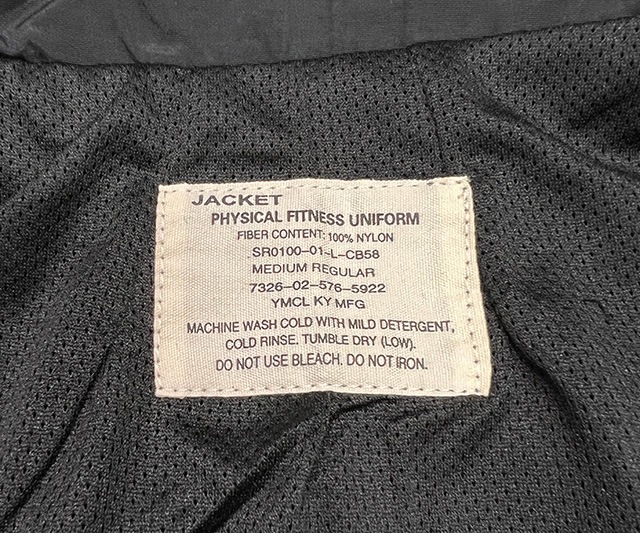 JACKET
PHYSICAL FITNESS UNIFORM
FIBER CONTENT: 100% NYLON
SR0100-01-L-CB58
MEDIUM REGULAR
7326-02-576-5922
YMCL KY MFG
MACHINE WASH COLD WITH MILD DETERGENT,
COLD RINSE. TUMBLE DRY (LOW).
DO NOT USE BLEACH. DO NOT IRON.